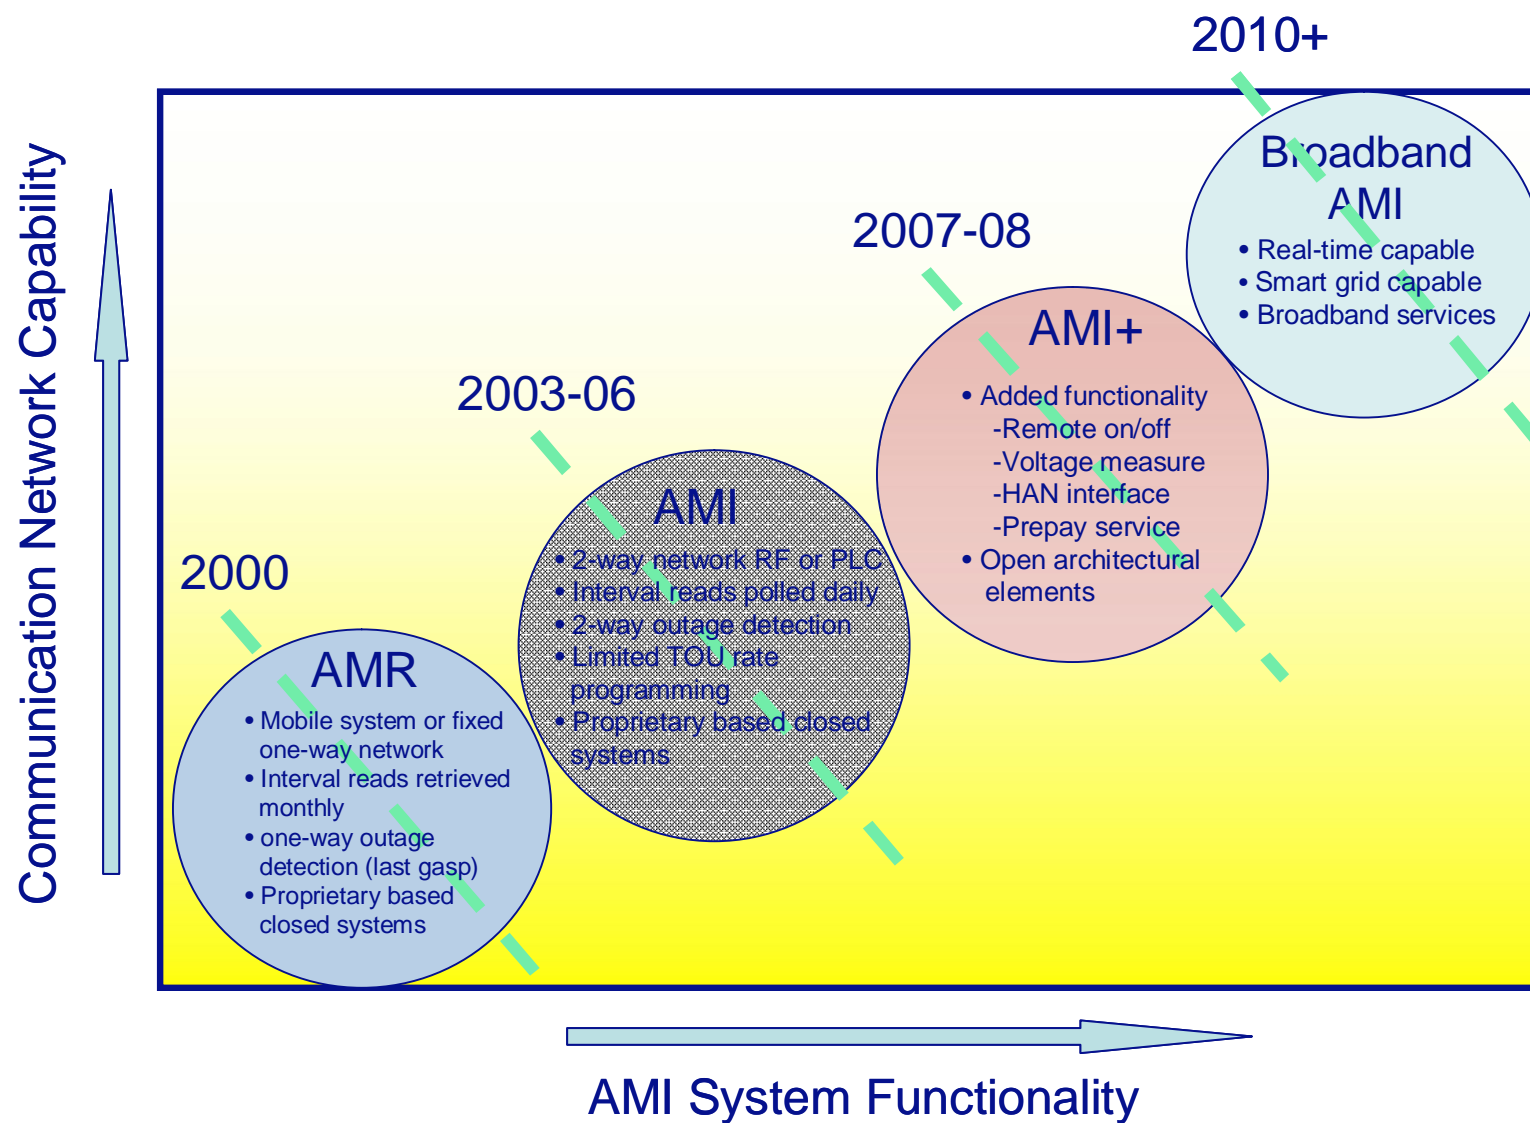 2010+
Broadband
AMI
• Real-time capable
• Smart grid capable
• Broadband services
2007-08
AMI+
• Added functionality
-Remote on/off
-Voltage measure
-HAN interface
-Prepay service
• Open architectural
elements
2003-06
AMI
• 2-way network RF or PLC
• Interval reads polled daily
• 2-way outage detection
• Limited TOU rate
programming
• Proprietary based closed
systems
2000
AMR
• Mobile system or fixed
one-way network
• Interval reads retrieved
monthly
• one-way outage
detection (last gasp)
• Proprietary based
closed systems
Communication Network Capability
AMI System Functionality